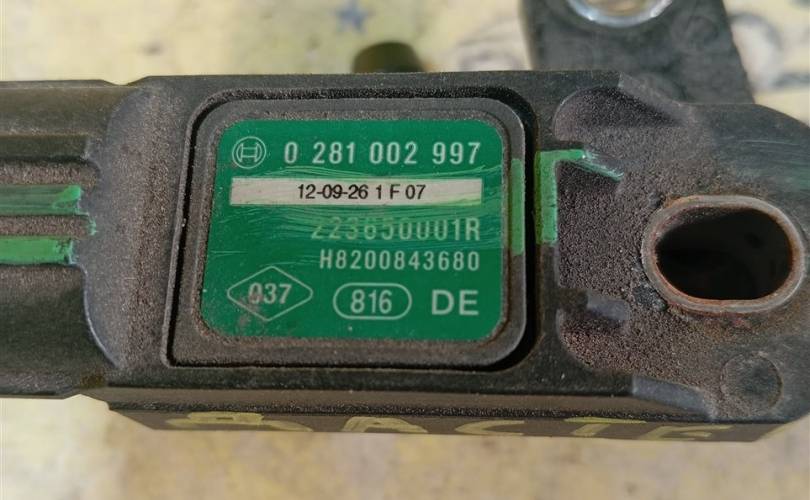 0 281 002 997
12-09-26 1 F 07
223650001R
H8200843680
037
816 DE